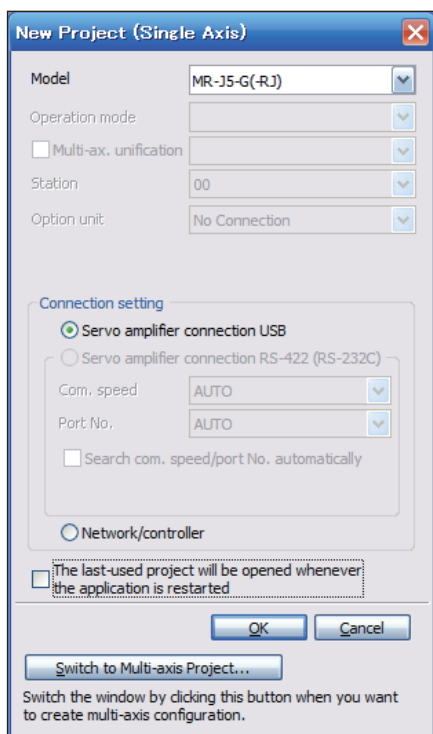 New Project (Single Axis)
Model MR-J5-G(-RJ)
Operation mode
Multi-ax. unification
Station 00
Option unit No Connection
Connection setting
Servo amplifier connection USB
Servo amplifier connection RS-422 (RS-232C)
Com. speed AUTO
Port No. AUTO
Search com. speed/port No. automatically
Network/controller
The last-used project will be opened whenever
the application is restarted
OK Cancel
Switch to Multi-axis Project...
Switch the window by clicking this button when you want
to create multi-axis configuration.